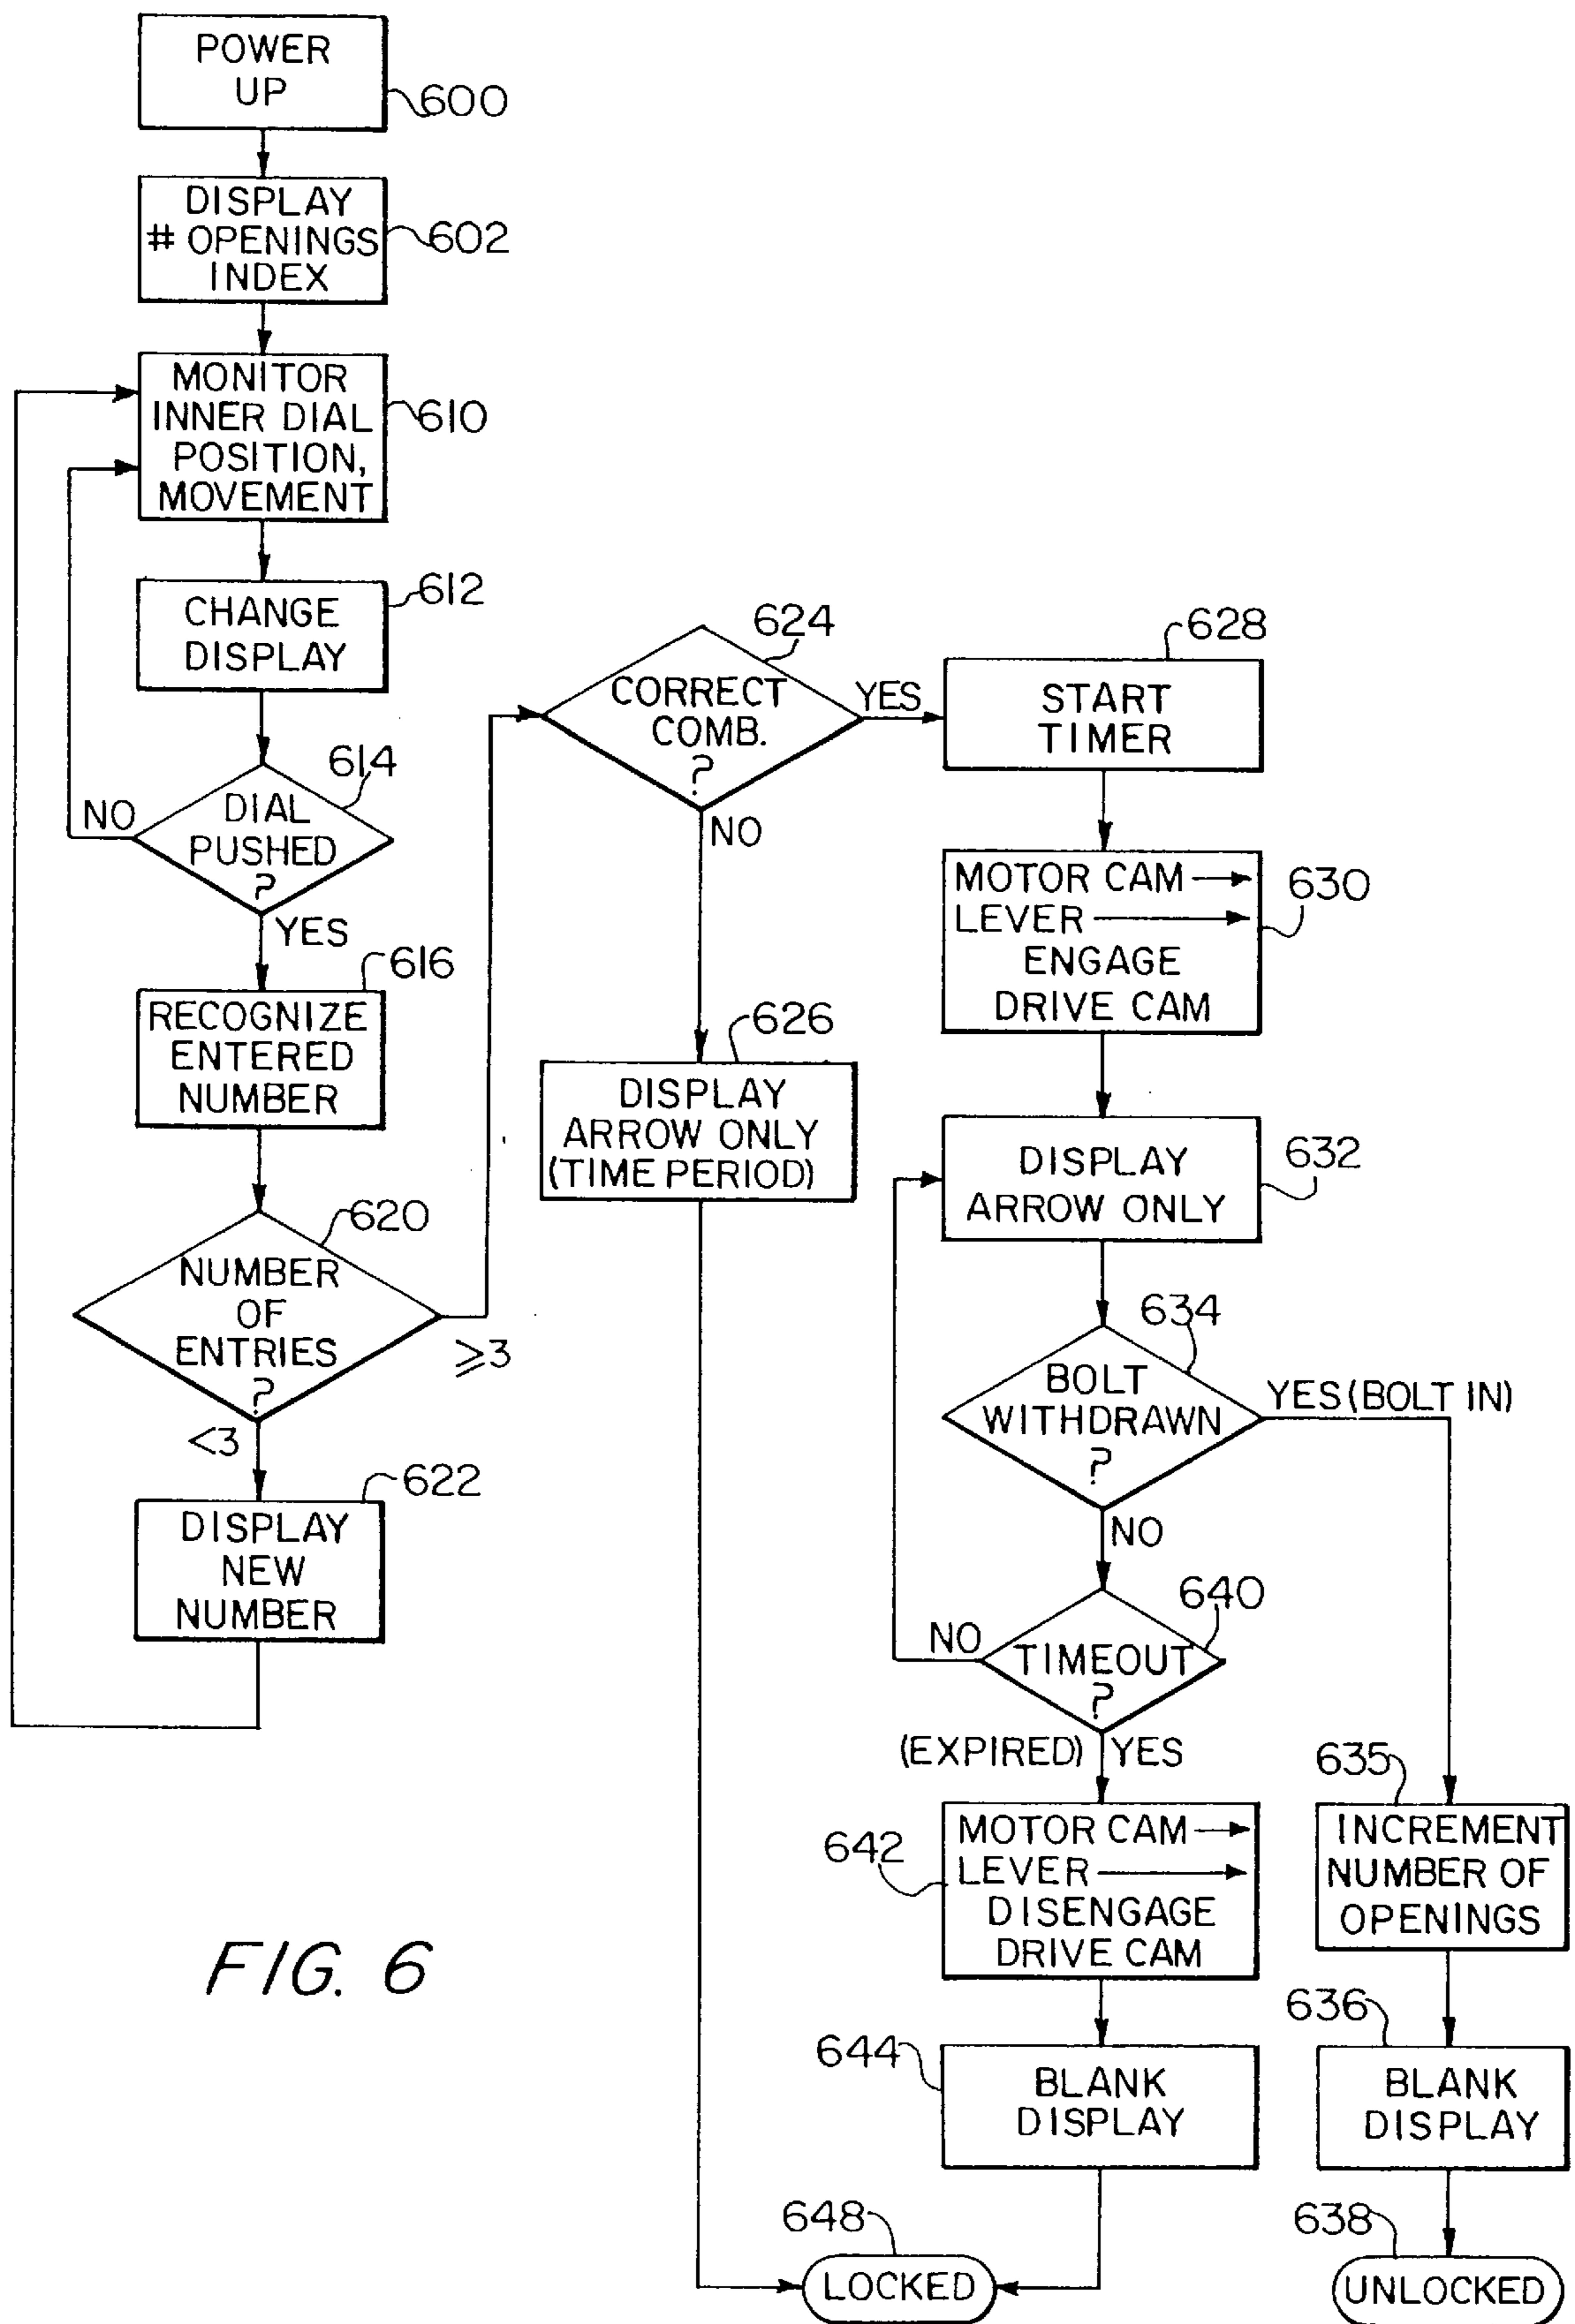 POWER
UP
600
DISPLAY
# OPENINGS
INDEX
602
MONITOR
INNER DIAL
POSITION,
MOVEMENT
610
CHANGE
DISPLAY
612
614
DIAL
PUSHED
?
NO
YES
616
RECOGNIZE
ENTERED
NUMBER
620
NUMBER
OF
ENTRIES
?
≥3
<3
622
DISPLAY
NEW
NUMBER
624
CORRECT
COMB.
?
YES
NO
626
DISPLAY
ARROW ONLY
(TIME PERIOD)
628
START
TIMER
MOTOR CAM →
LEVER →
ENGAGE
DRIVE CAM
630
DISPLAY
ARROW ONLY
632
634
BOLT
WITHDRAWN
?
YES (BOLT IN)
NO
640
TIMEOUT
?
NO
(EXPIRED) YES
642
MOTOR CAM →
LEVER →
DISENGAGE
DRIVE CAM
644
BLANK
DISPLAY
648
LOCKED
635
INCREMENT
NUMBER OF
OPENINGS
636
BLANK
DISPLAY
638
UNLOCKED
FIG. 6